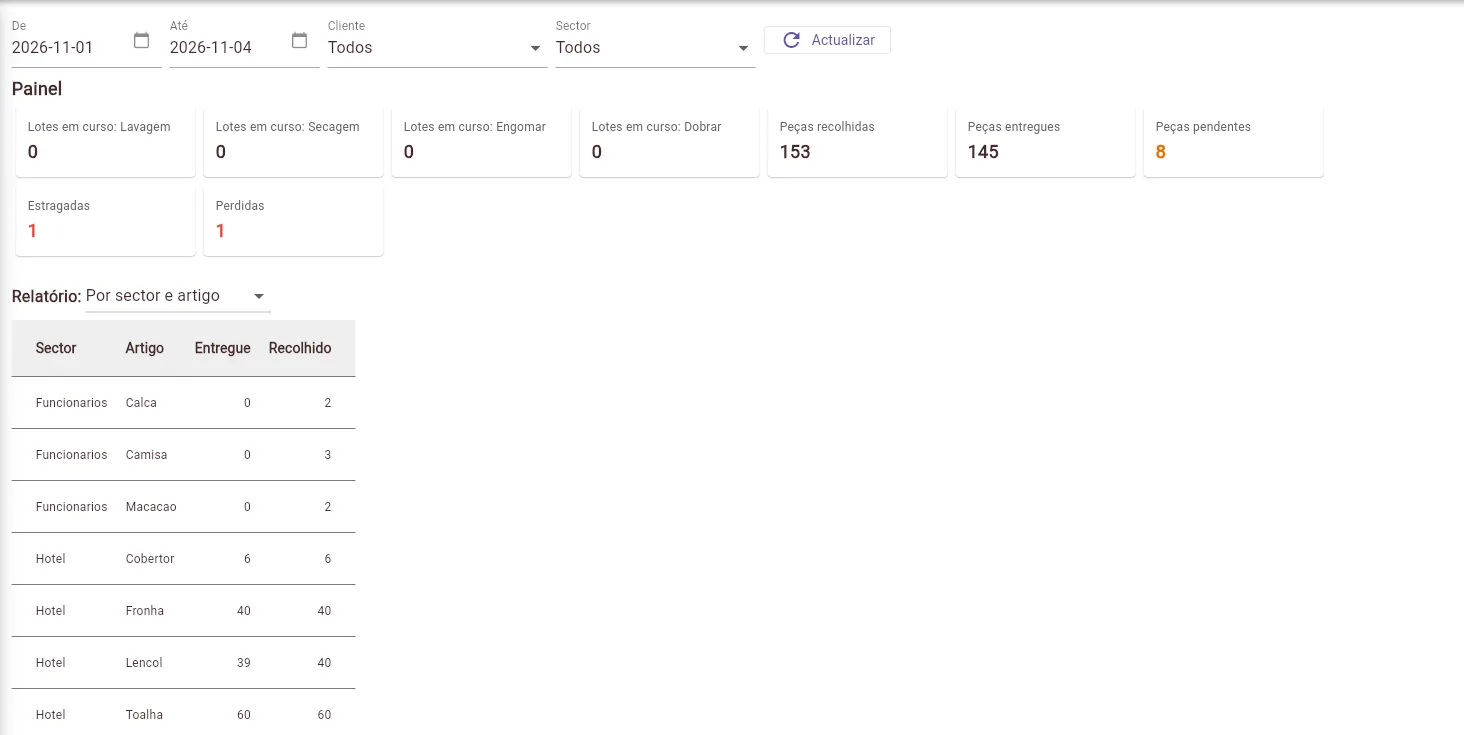 De Até Cliente Sector
2026-11-01 2026-11-04 Todos Todos Actualizar
Painel
Lotes em curso: Lavagem Lotes em curso: Secagem Lotes em curso: Engomar Lotes em curso: Dobrar Peças recolhidas Peças entregues Peças pendentes
0 0 0 0 153 145 8
Estragadas Perdidas
1 1
Relatório: Por sector e artigo
Sector Artigo Entregue Recolhido
Funcionarios Calca 0 2
Funcionarios Camisa 0 3
Funcionarios Macacao 0 2
Hotel Cobertor 6 6
Hotel Fronha 40 40
Hotel Lencol 39 40
Hotel Toalha 60 60